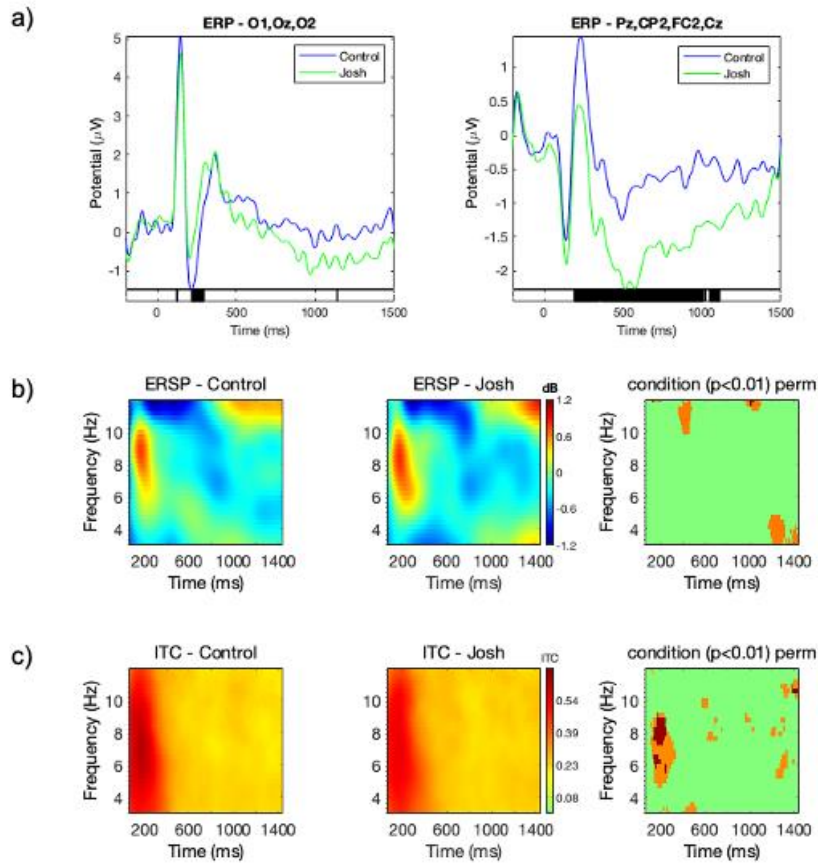 a)
ERP - O1,Oz,O2
Control
Josh
Potential (μV)
5
4
3
2
1
0
-1
0
500
1000
1500
Time (ms)
ERP - Pz,CP2,FC2,Cz
Control
Josh
Potential (μV)
1
0.5
-0.5
-0.5
-1
-1.5
-2
0
500
1000
1500
Time (ms)
b)
ERSP - Control
Frequency (Hz)
10
8
6
4
200 600 1000 1400
Time (ms)
ERSP - Josh
dB
1.2
0.6
0
-0.6
-1.2
10
8
6
4
200 600 1000 1400
Time (ms)
condition (p<0.01) perm
Frequency (Hz)
10
8
6
4
200 600 1000 1400
Time (ms)
c)
ITC - Control
Frequency (Hz)
10
8
6
4
200 600 1000 1400
Time (ms)
ITC - Josh
ITC
0.54
0.39
0.23
0.08
10
8
6
4
200 600 1000 1400
Time (ms)
condition (p<0.01) perm
Frequency (Hz)
10
8
6
4
200 600 1000 1400
Time (ms)